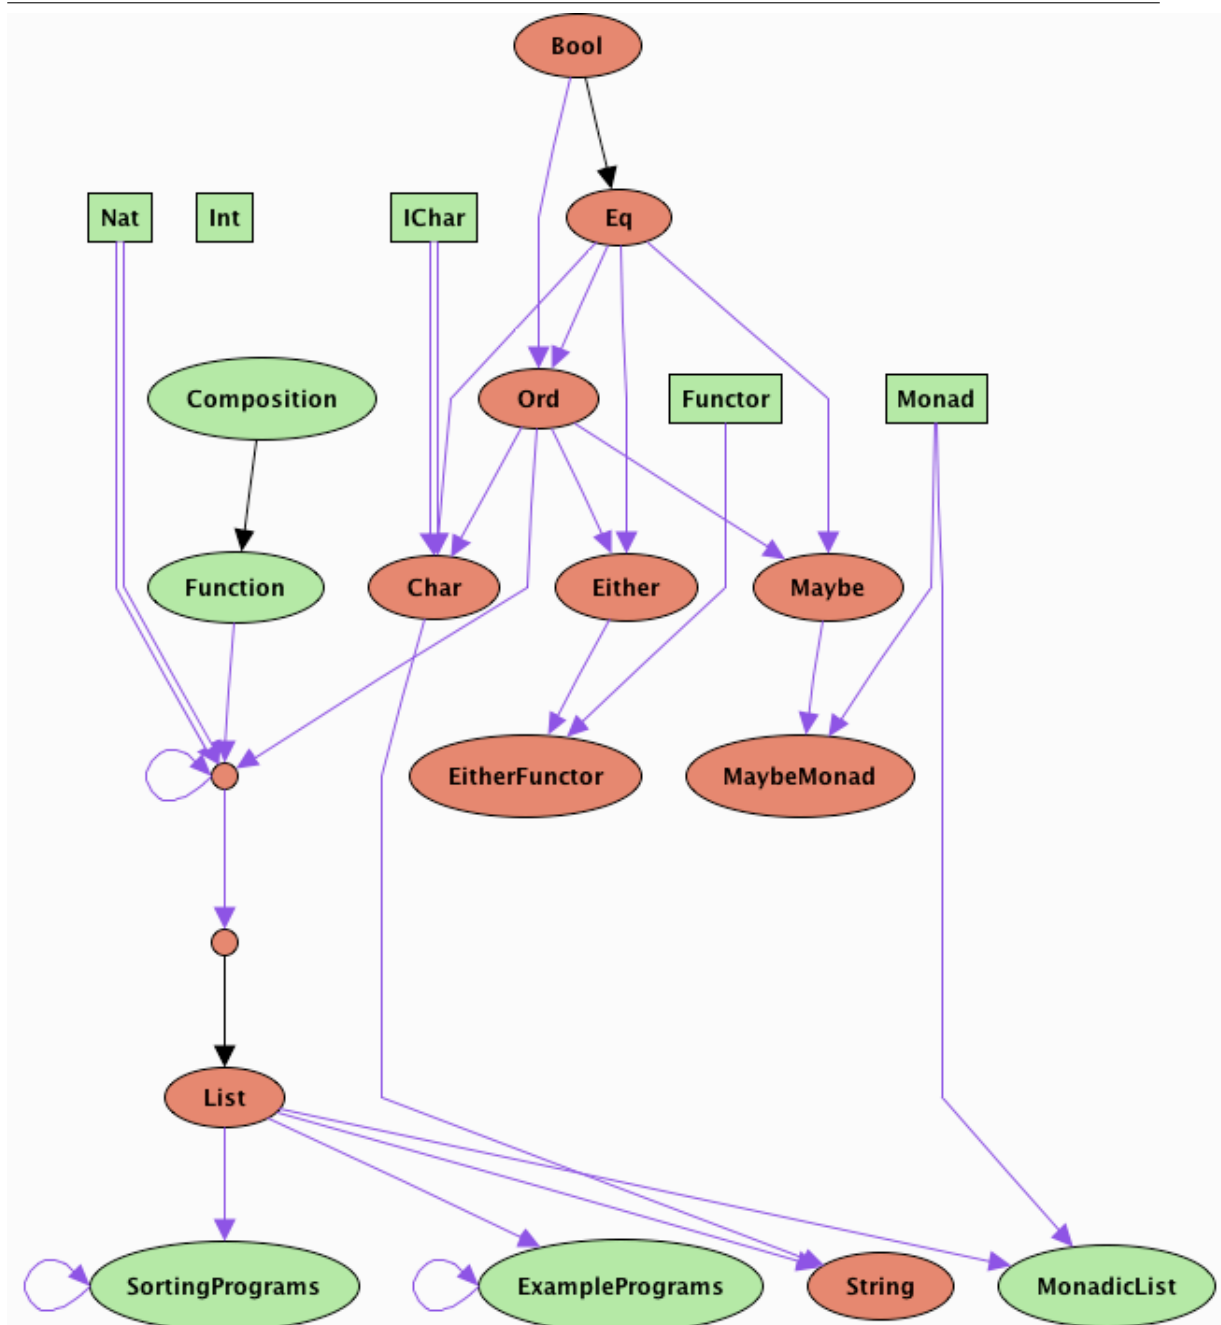 Bool
Nat
Int
IChar
Eq
Composition
Ord
Functor
Monad
Function
Char
Either
Maybe
EitherFunctor
MaybeMonad
List
SortingPrograms
ExamplePrograms
String
MonadicList